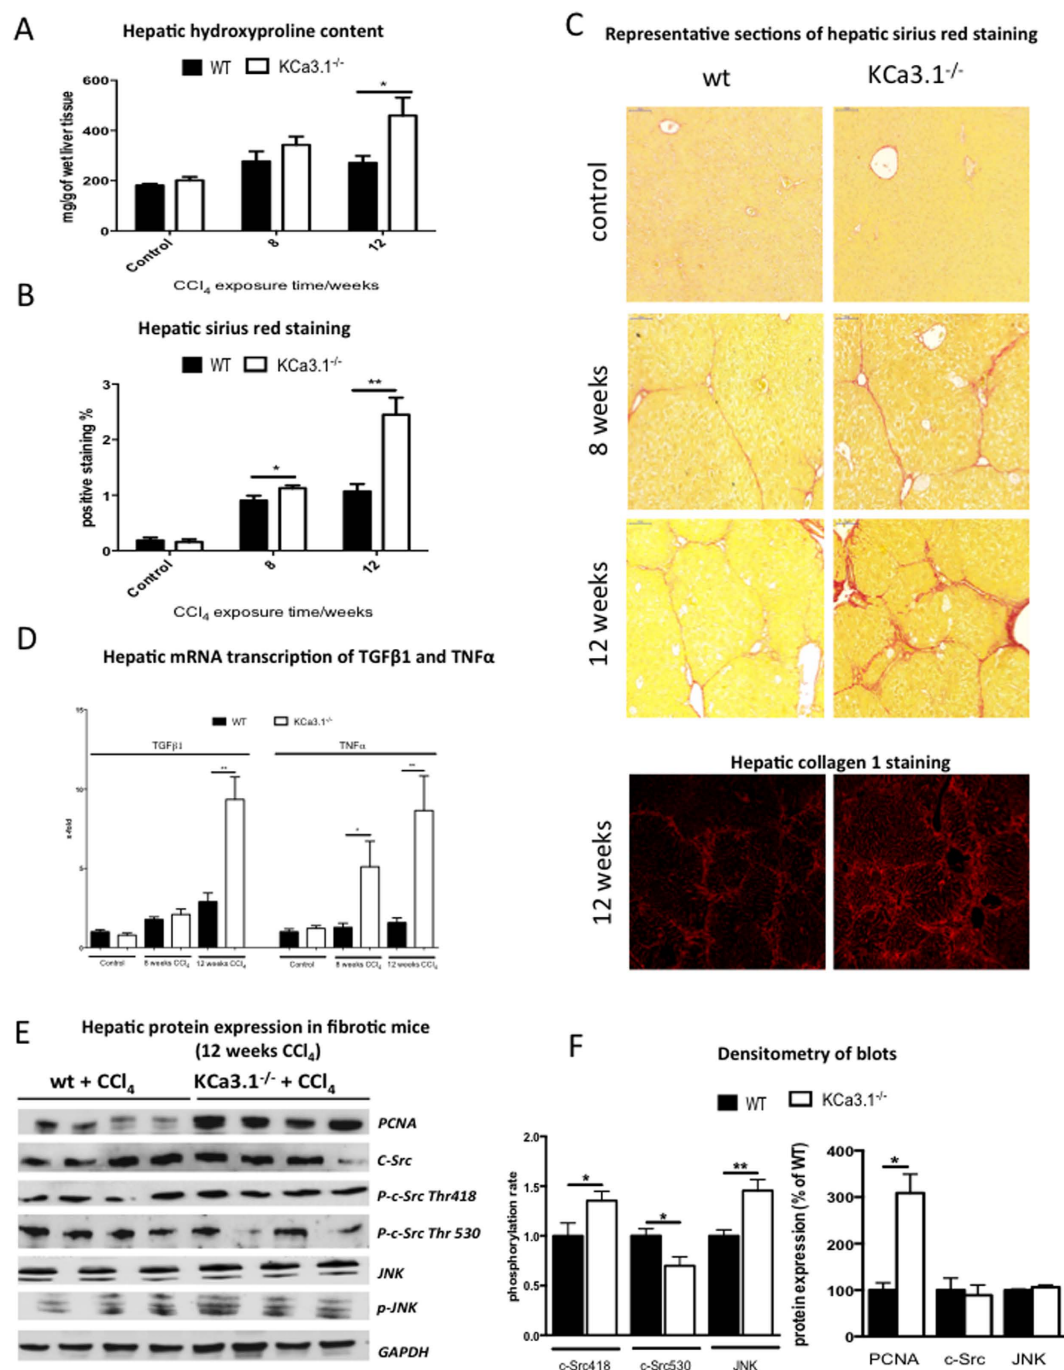 A
Hepatic hydroxyproline content
WT KCa3.1-/-
600
400
200
0
mg/gof wet liver tissue
Control 8 12
CCl4 exposure time/weeks
B
Hepatic sirius red staining
WT KCa3.1-/-
3
2
1
0
positive staining %
*
**
Control 8 12
CCl4 exposure time/weeks
C
Representative sections of hepatic sirius red staining
wt KCa3.1-/-
control
8 weeks
12 weeks
Hepatic collagen 1 staining
12 weeks
D
Hepatic mRNA transcription of TGFβ1 and TNFα
WT KCa3.1-/-
TGFβ1 TNFα
15
10
5
0
x-fold
**
*
**
Control 8 weeks CCl4 12 weeks CCl4 Control 8 weeks CCl4 12 weeks CCl4
E
Hepatic protein expression in fibrotic mice
(12 weeks CCl4)
wt + CCl4 KCa3.1-/- + CCl4
PCNA
C-Src
P-c-Src Thr418
P-c-Src Thr 530
JNK
p-JNK
GAPDH
F
Densitometry of blots
WT KCa3.1-/-
2.0
1.5
1.0
0.5
0.0
phosphorylation rate
*
*
**
c-Src418 c-Src530 JNK
400
300
200
100
0
protein expression (% of WT)
*
PCNA c-Src JNK